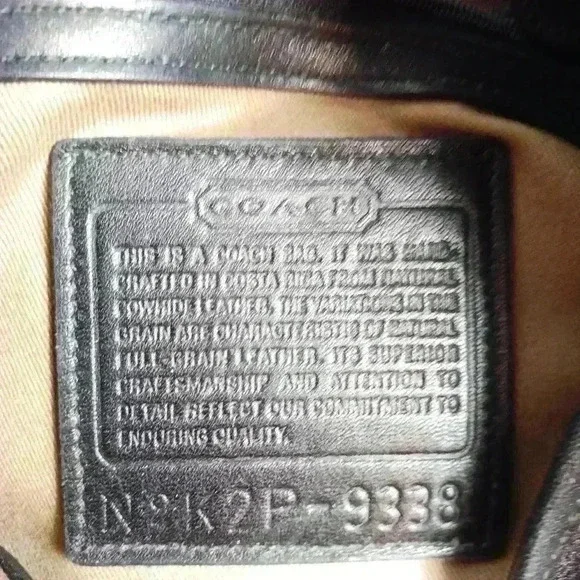 COACH
THIS IS A COACH BAG. IT WAS HAND-
CRAFTED IN COSTA RICA FROM NATURAL
COWHIDE LEATHER. THE VARIATIONS IN THE
GRAIN ARE CHARACTERISTIC OF NATURAL
FULL-GRAIN LEATHER. ITS SUPERIOR
CRAFTSMANSHIP AND ATTENTION TO
DETAIL REFLECT OUR COMMITMENT TO
ENDURING QUALITY.
Nº K2P-9338